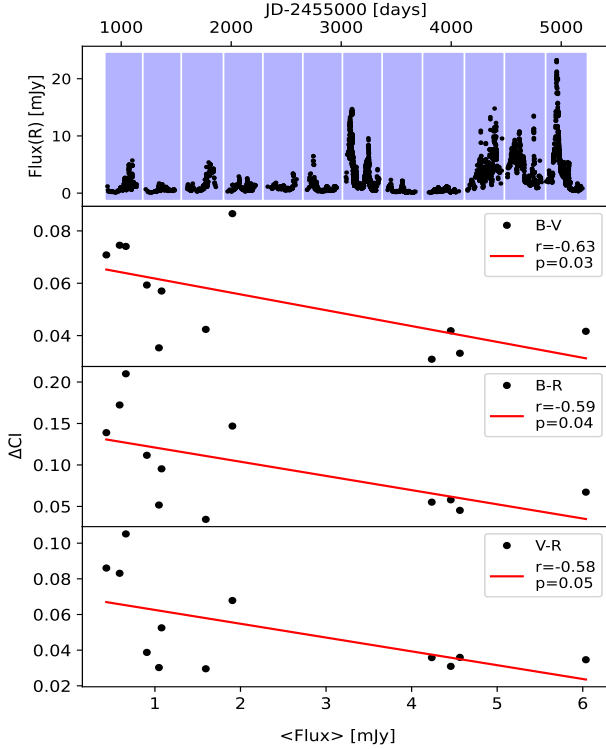 JD-2455000 [days]
1000 2000 3000 4000 5000
Flux(R) [mJy]
20
10
0
B-V
r=-0.63
p=0.03
0.08
0.06
0.04
B-R
r=-0.59
p=0.04
ΔCI
0.20
0.15
0.10
0.05
V-R
r=-0.58
p=0.05
0.10
0.08
0.06
0.04
0.02
1 2 3 4 5 6
<Flux> [mJy]